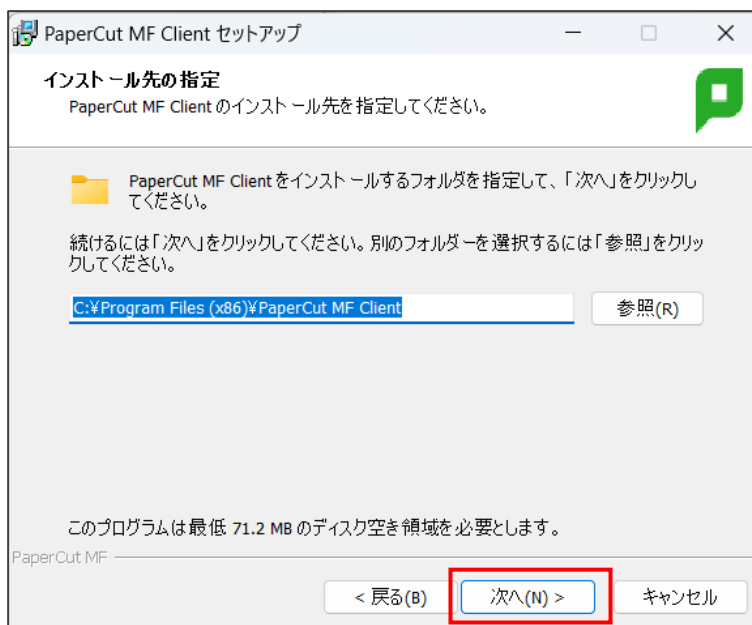 PaperCut MF Client セットアップ
インストール先の指定
PaperCut MF Client のインストール先を指定してください。
PaperCut MF Client をインストールするフォルダを指定して、「次へ」をクリックし
てください。
続けるには「次へ」をクリックしてください。別のフォルダーを選択するには「参照」をクリッ
クしてください。
C:¥Program Files (x86)¥PaperCut MF Client
参照(R)
このプログラムは最低 71.2 MB のディスク空き領域を必要とします。
PaperCut MF
< 戻る(B)
次へ(N) >
キャンセル